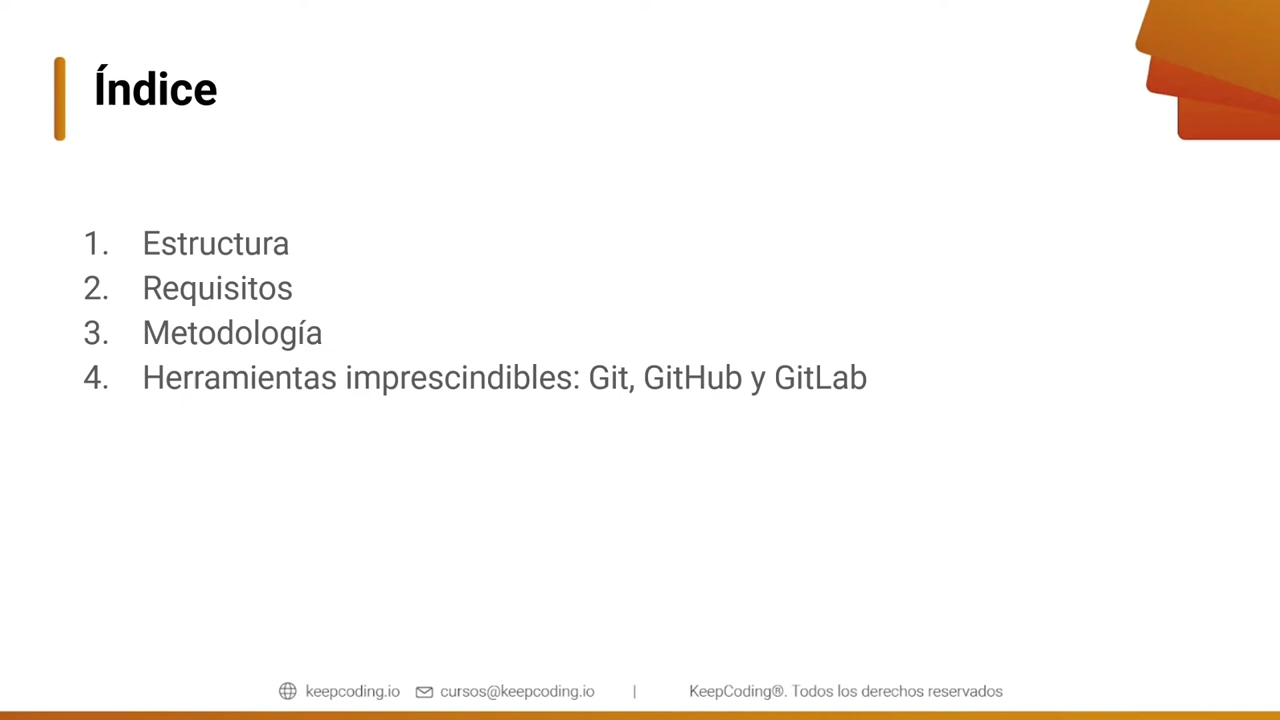 Índice
1. Estructura
2. Requisitos
3. Metodología
4. Herramientas imprescindibles: Git, GitHub y GitLab
keepcoding.io cursos@keepcoding.io | KeepCoding®. Todos los derechos reservados